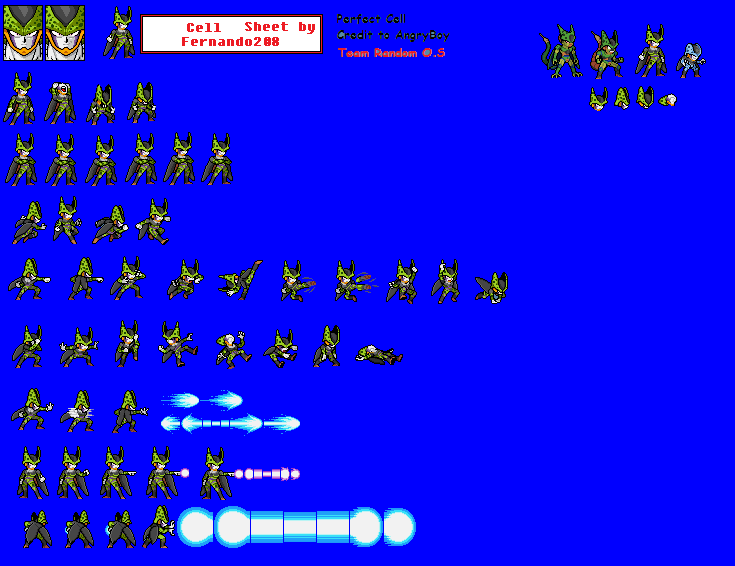 Cell Sheet by
Fernando208
Perfect Cell
Credit to AngryBoy
Team Random @.S